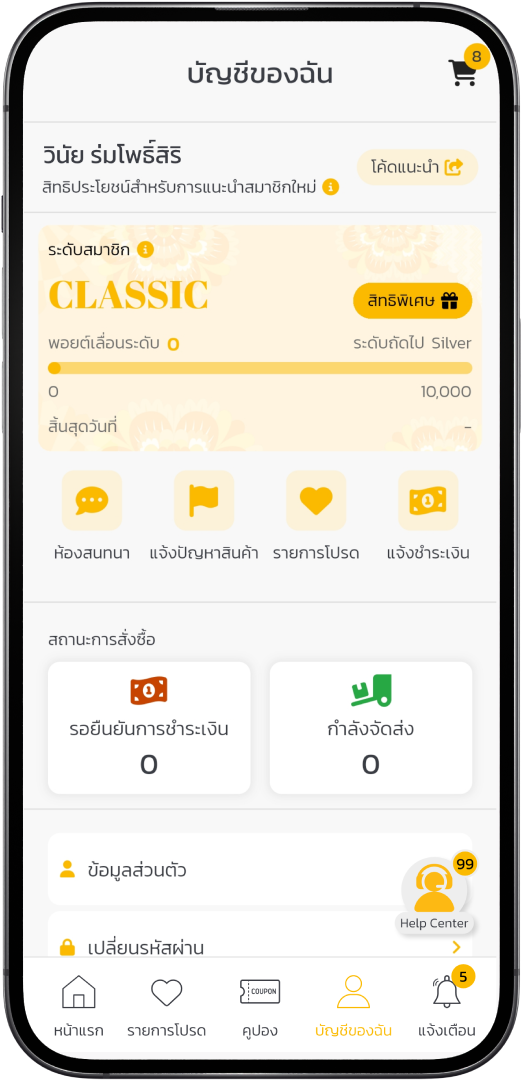 บัญชีของฉัน
8
วินัย ร่มโพธิ์สิริ
สิทธิประโยชน์สำหรับการแนะนำสมาชิกใหม่
โค้ดแนะนำ
ระดับสมาชิก
CLASSIC
สิทธิพิเศษ
พอยต์เลื่อนระดับ 0
ระดับถัดไป Silver
0
10,000
สิ้นสุดวันที่
-
ห้องสนทนา
แจ้งปัญหาสินค้า
รายการโปรด
แจ้งชำระเงิน
สถานะการสั่งซื้อ
รอยืนยันการชำระเงิน
0
กำลังจัดส่ง
0
ข้อมูลส่วนตัว
99
Help Center
เปลี่ยนรหัสผ่าน
หน้าแรก
รายการโปรด
COUPON
คูปอง
บัญชีของฉัน
5
แจ้งเตือน